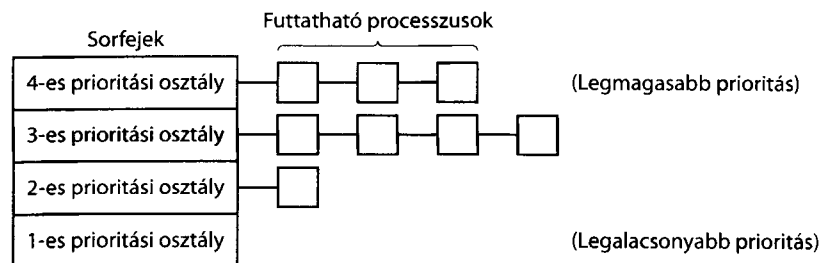 Futtatható processzusok
Sorfejek
4-es prioritási osztály
(Legmagasabb prioritás)
3-es prioritási osztály
2-es prioritási osztály
1-es prioritási osztály
(Legalacsonyabb prioritás)